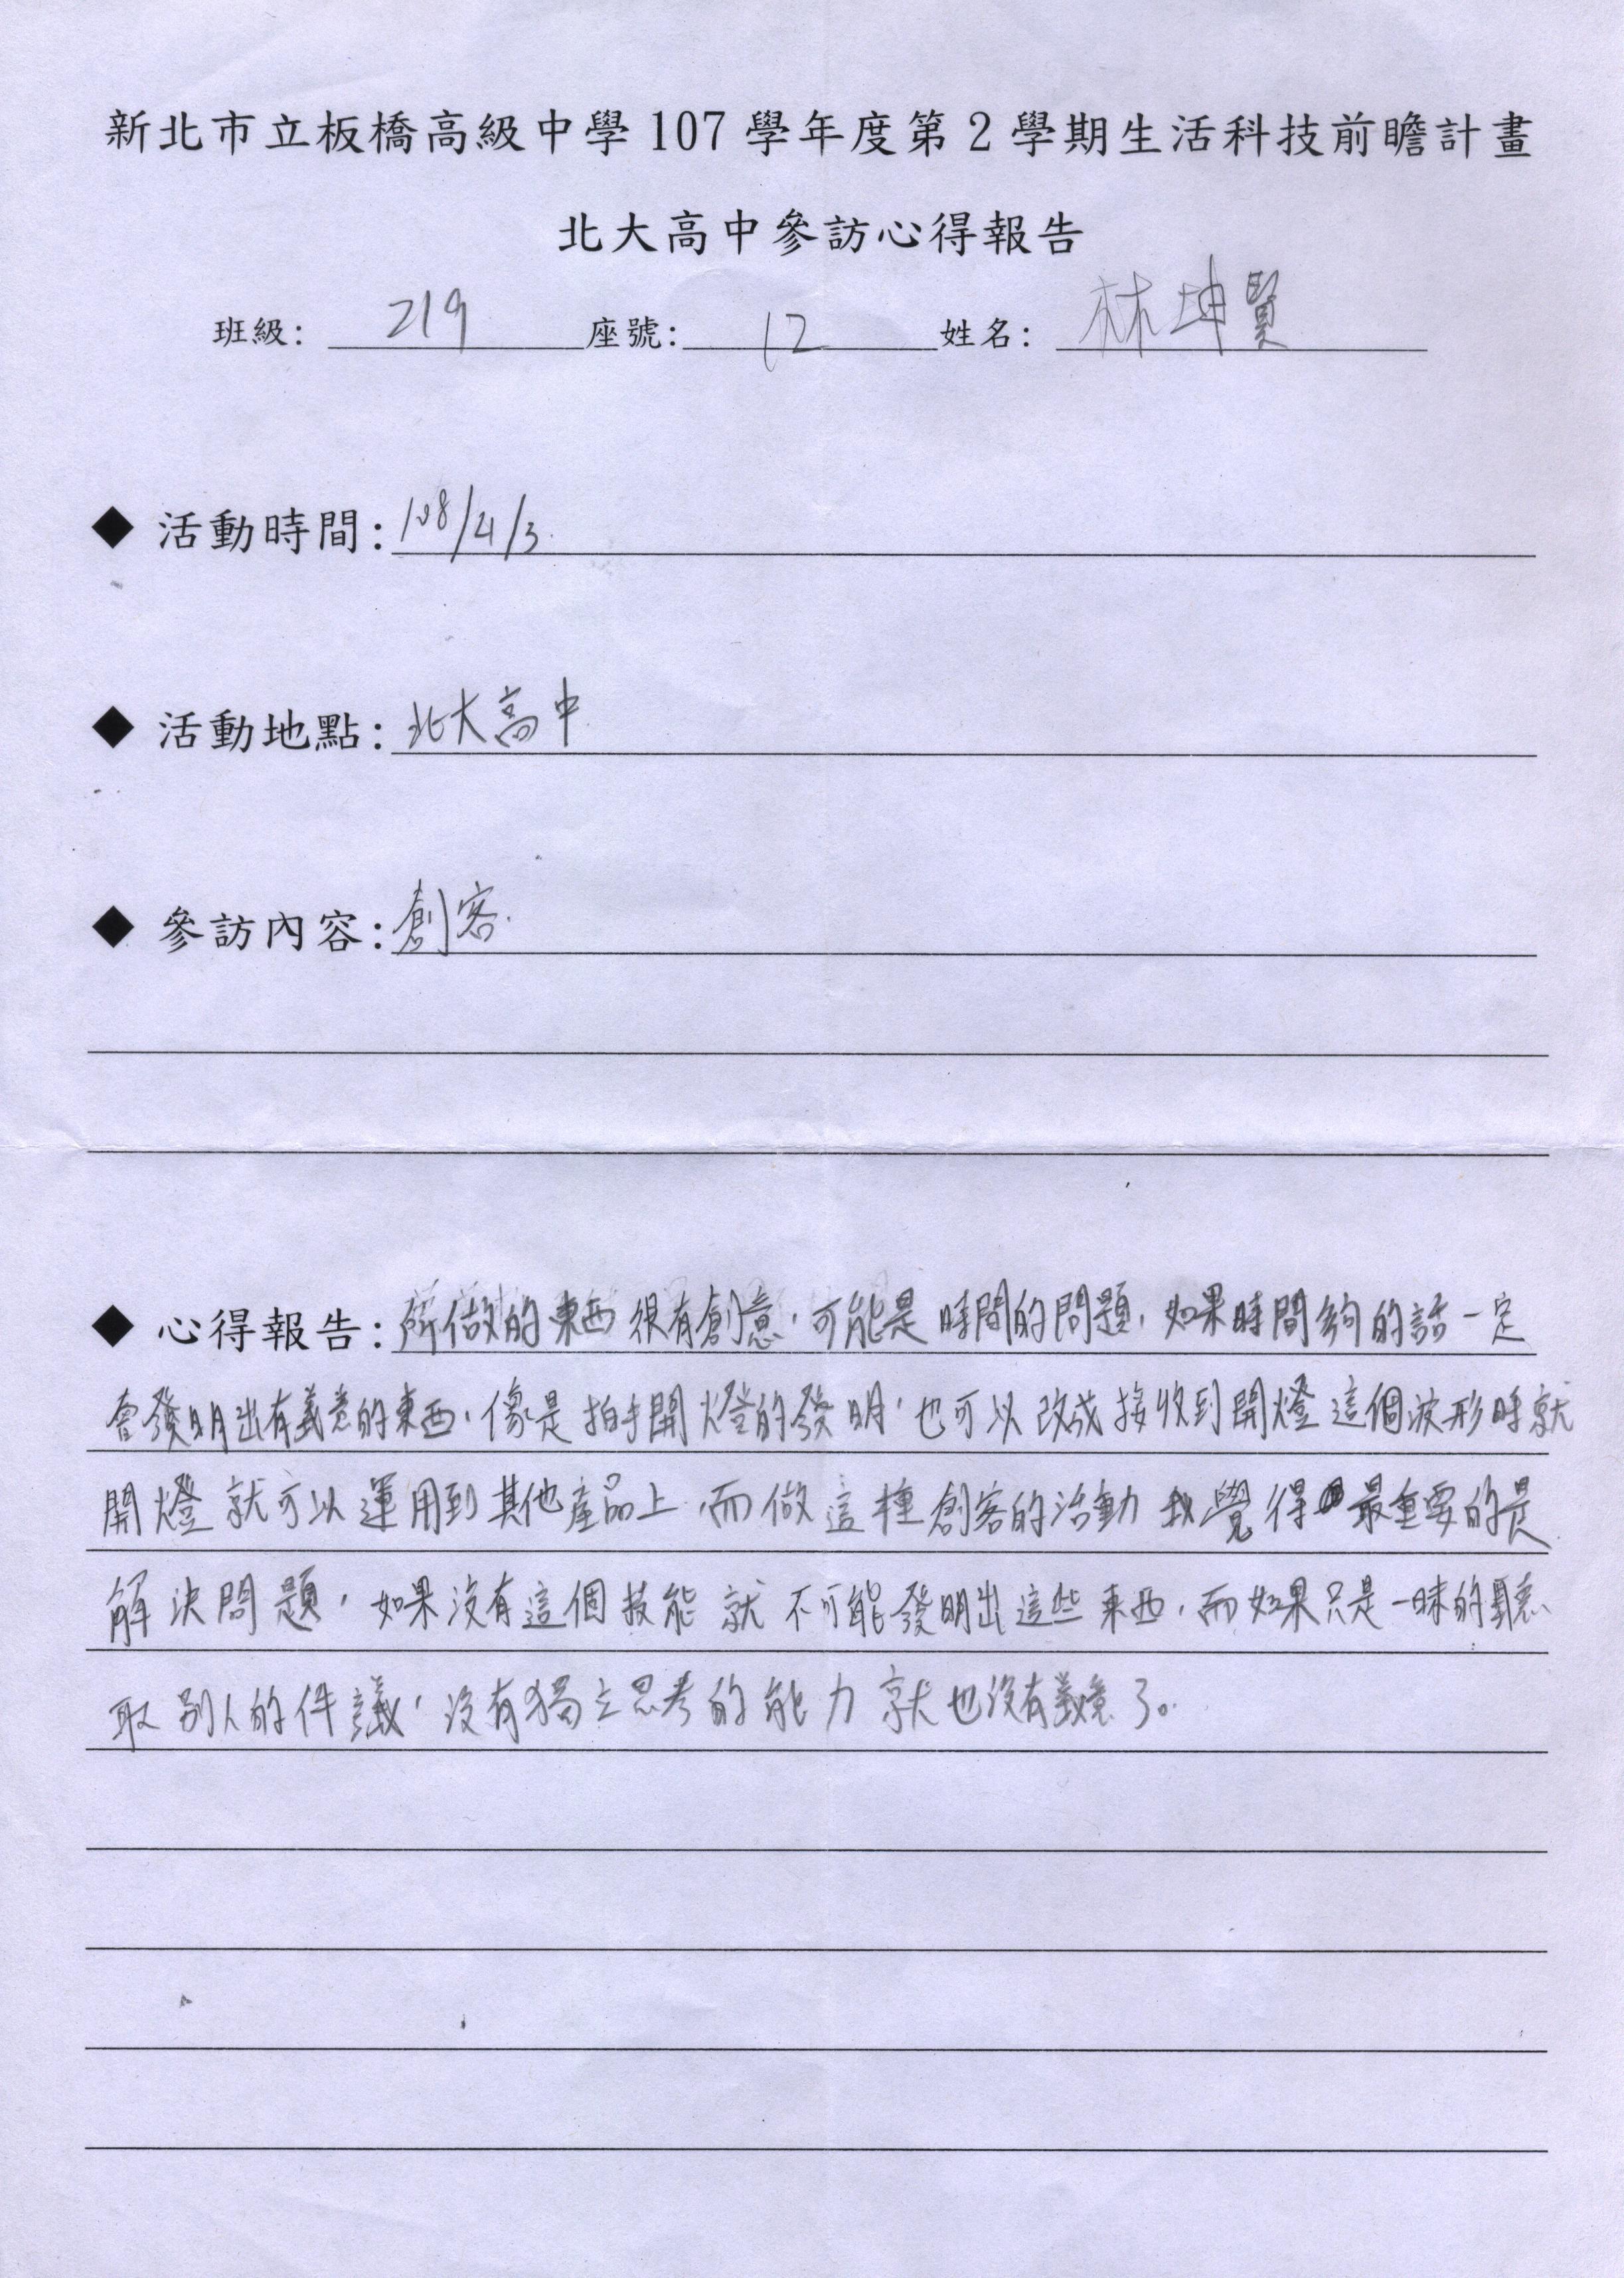 新北市立板橋高級中學 107 學年度第 2 學期生活科技前瞻計畫
北大高中參訪心得報告
班級: 219 座號: 12 姓名: 林坤賢
◆ 活動時間: 108/4/3.
◆ 活動地點: 北大高中
◆ 參訪內容: 創客.
◆ 心得報告: 所做的東西很有創意,可能是時間的問題,如果時間夠的話一定
會發明出有義意的東西,像是拍手開燈的發明,也可以改成接收到開燈這個波形時就
開燈就可以運用到其他產品上,而做這種創客的活動我覺得最重要的是
解決問題,如果沒有這個技能就不可能發明出這些東西,而如果只是一昧的聽
取別人的件議,沒有獨立思考的能力就也沒有義意了。